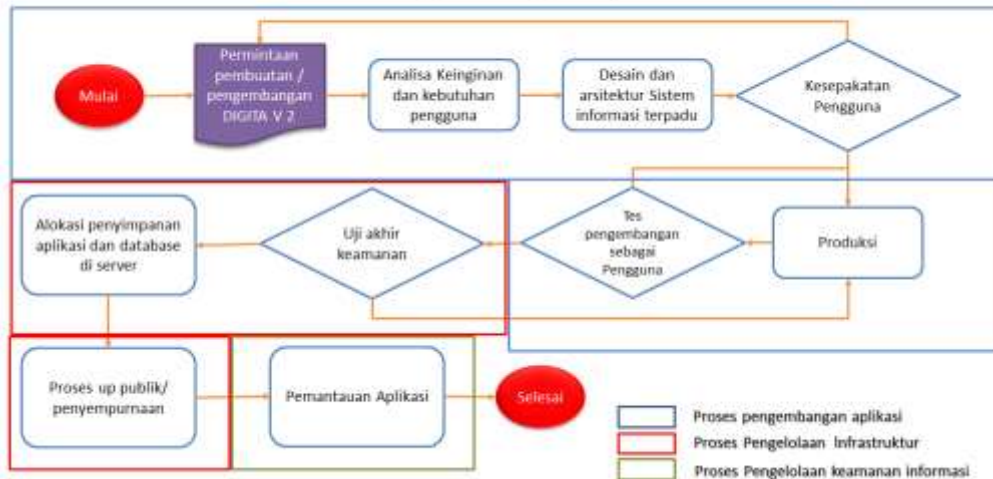 Mulai
Permintaan
pembuatan /
pengembangan
DIGITA V 2
Analisa Keinginan
dan kebutuhan
pengguna
Desain dan
arsitektur Sistem
informasi terpadu
Kesepakatan
Pengguna
Alokasi penyimpanan
aplikasi dan database
di server
Uji akhir
keamanan
Tes
pengembangan
sebagai
Pengguna
Produksi
Proses up publik/
penyempurnaan
Pemantauan Aplikasi
Selesai
Proses pengembangan aplikasi
Proses Pengelolaan Infrastruktur
Proses Pengelolaan keamanan informasi